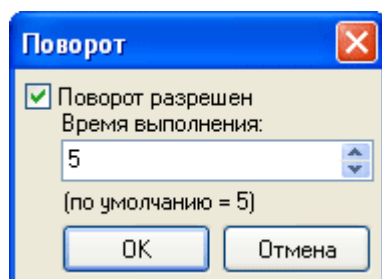 Поворот
Поворот разрешен
Время выполнения:
5
(по умолчанию = 5)
OK Отмена